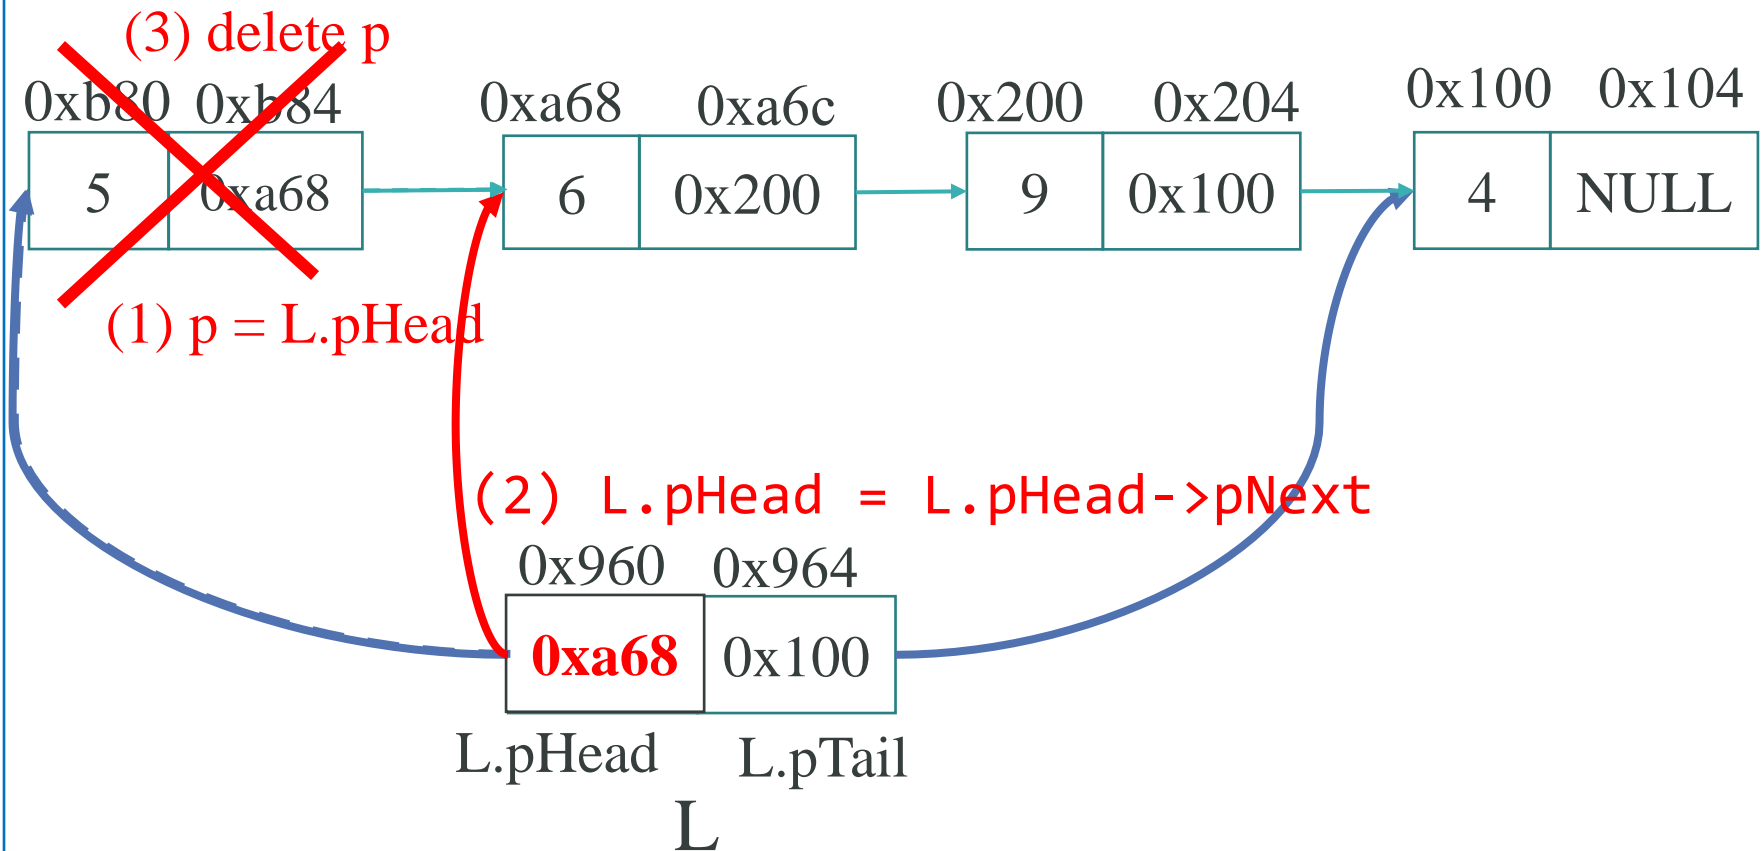 (3) delete p
0xb80 0xb84 0xa68 0xa6c 0x200 0x204 0x100 0x104
5 0xa68 6 0x200 9 0x100 4 NULL
(1) p = L.pHead
(2) L.pHead = L.pHead->pNext
0x960 0x964
0xa68 0x100
L.pHead L.pTail
L